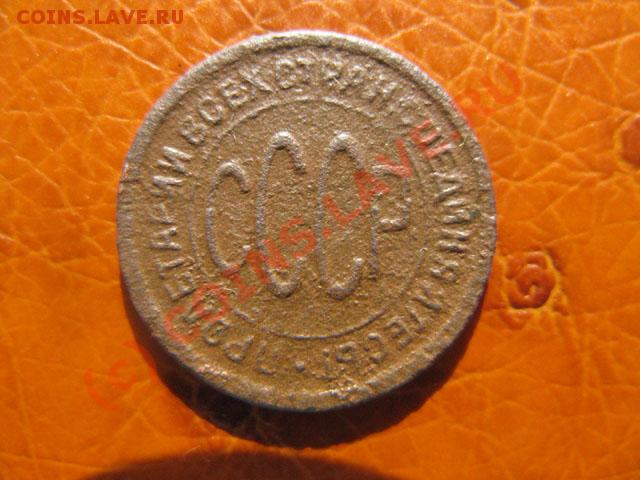 COINS.LAVE.RU
ПРОЛЕТАРИИ ВСЕХ СТРАН, СОЕДИНЯЙТЕСЬ!
СССР
(c) COINS.LAVE.RU